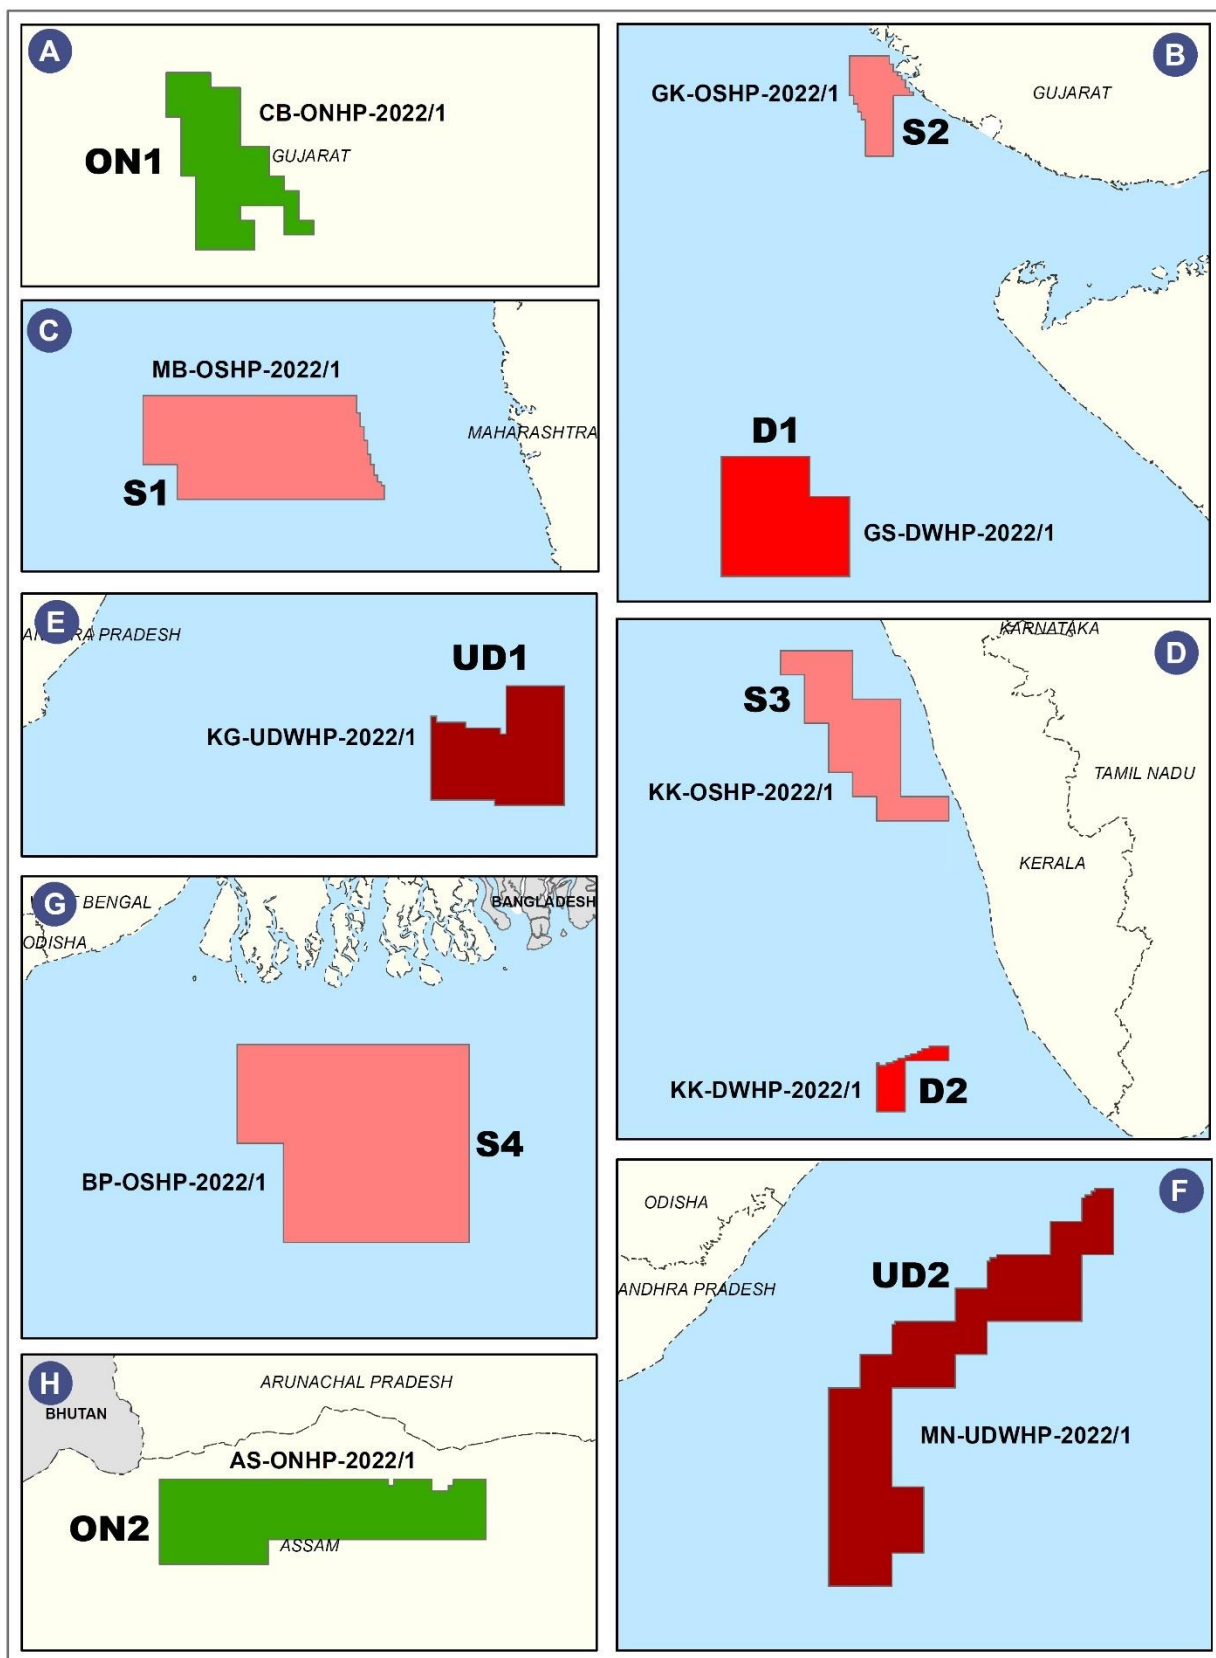 A
CB-ONHP-2022/1
ON1
GUJARAT
B
GK-OSHP-2022/1
GUJARAT
S2
D1
GS-DWHP-2022/1
C
MB-OSHP-2022/1
MAHARASHTRA
S1
D
KARNATAKA
S3
TAMIL NADU
KK-OSHP-2022/1
KERALA
KK-DWHP-2022/1
D2
E
PRADESH
UD1
KG-UDWHP-2022/1
G
BENGAL
BANGLADESH
ODISHA
S4
BP-OSHP-2022/1
F
ODISHA
UD2
ANDHRA PRADESH
MN-UDWHP-2022/1
H
ARUNACHAL PRADESH
BHUTAN
AS-ONHP-2022/1
ON2
ASSAM